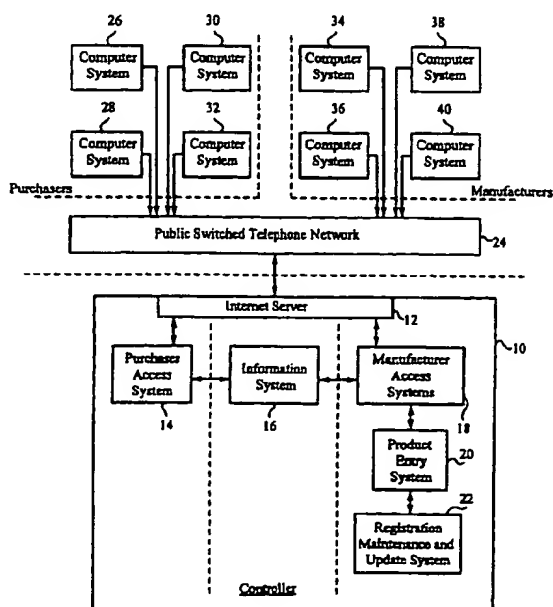 26
30
34
38
Computer
System
Computer
System
Computer
System
Computer
System
28
32
36
40
Computer
System
Computer
System
Computer
System
Computer
System
Purchasers
Manufacturers
Public Switched Telephone Network
24
Internet Server
12
10
Purchaser
Access
System
14
Information
System
16
Manufacturer
Access
Systems
18
Product
Entry
System
20
22
Registration
Maintenance and
Update System
Controller